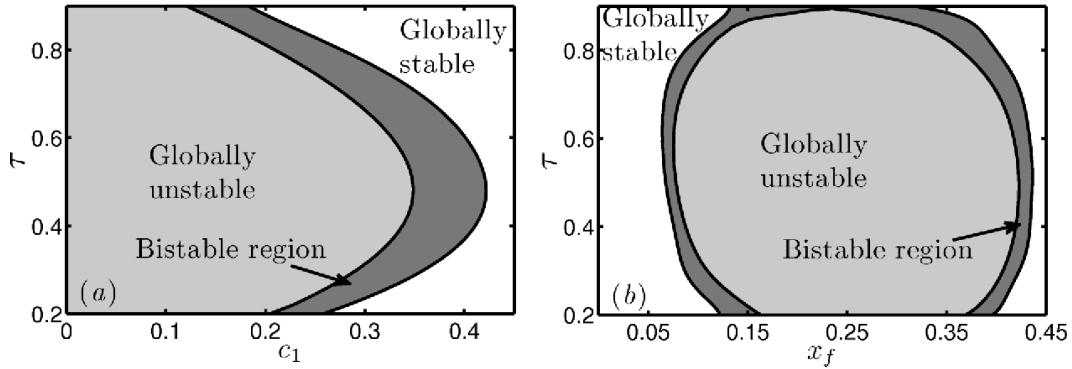 0.8
0.6
0.4
0.2
τ
Globally
stable
Globally
unstable
Bistable region
(a)
0
0.1
0.2
0.3
0.4
c1
0.8
0.6
0.4
0.2
τ
Globally
stable
Globally
unstable
Bistable region
(b)
0.05
0.15
0.25
0.35
0.45
xf